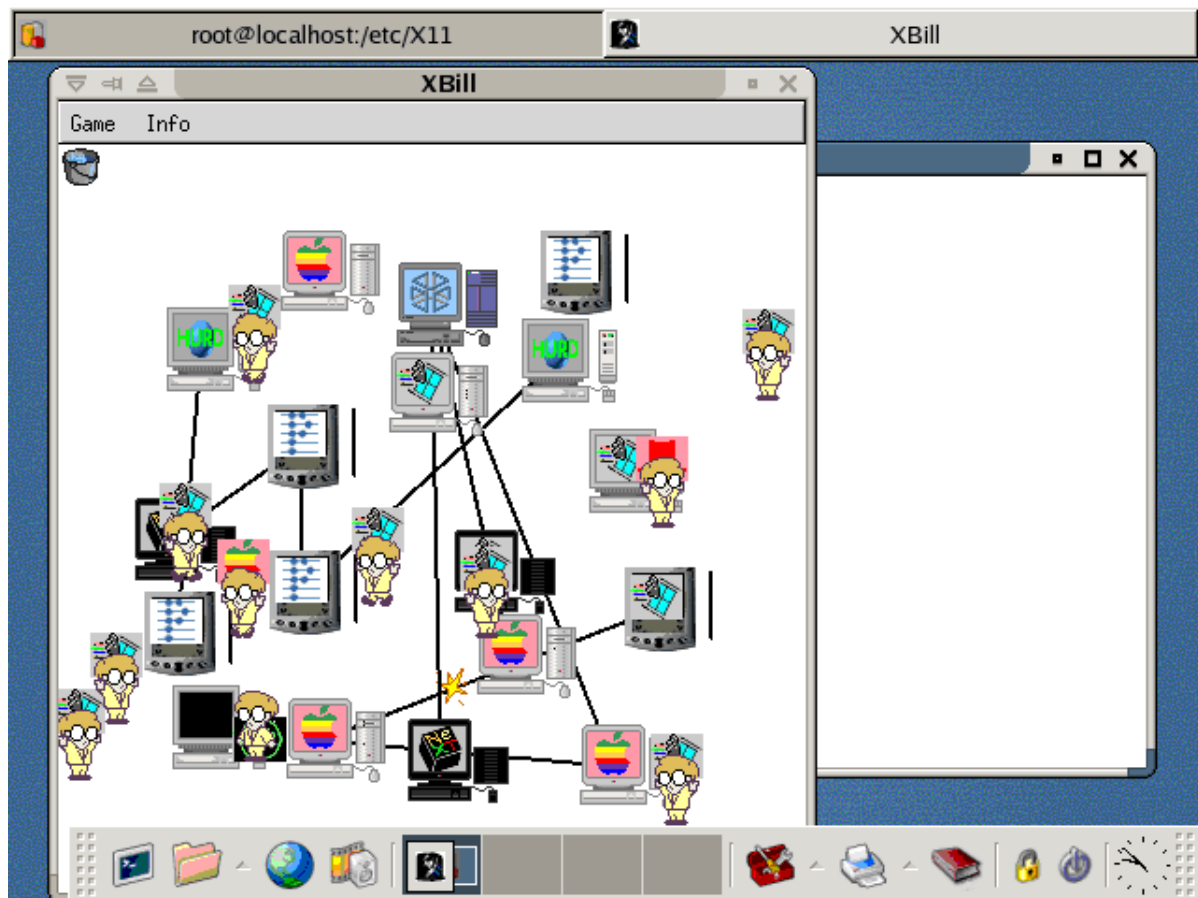 root@localhost:/etc/X11
XBill
XBill
Game Info
HURD
HURD
NeXT